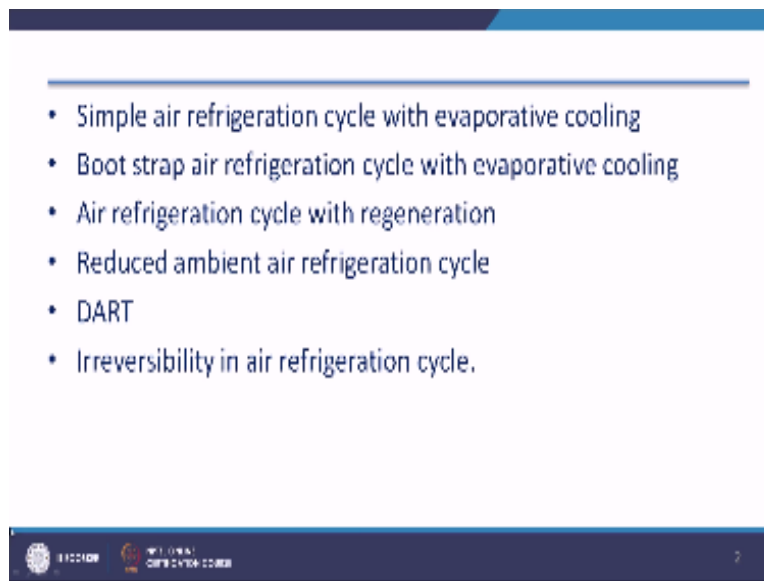 • Simple air refrigeration cycle with evaporative cooling
• Boot strap air refrigeration cycle with evaporative cooling
• Air refrigeration cycle with regeneration
• Reduced ambient air refrigeration cycle
• DART
• Irreversibility in air refrigeration cycle.
2